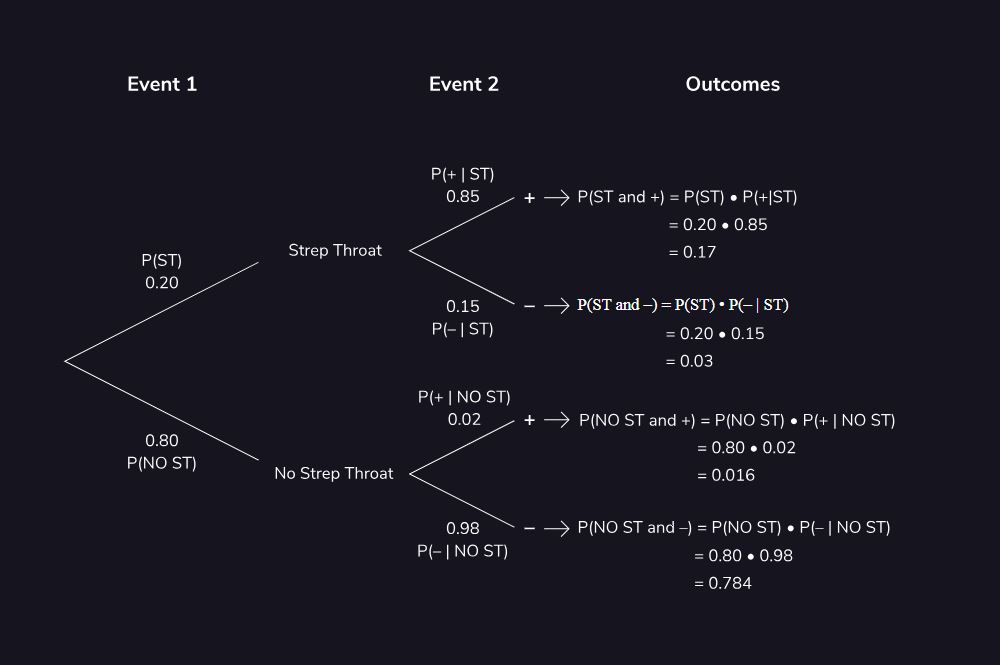 Event 1
Event 2
Outcomes
P(ST)
0.20
0.80
P(NO ST)
Strep Throat
P(+ | ST)
0.85
0.15
P(– | ST)
+ → P(ST and +) = P(ST) • P(+|ST)
= 0.20 • 0.85
= 0.17
– → P(ST and –) = P(ST) • P(– | ST)
= 0.20 • 0.15
= 0.03
No Strep Throat
P(+ | NO ST)
0.02
0.98
P(– | NO ST)
+ → P(NO ST and +) = P(NO ST) • P(+ | NO ST)
= 0.80 • 0.02
= 0.016
– → P(NO ST and –) = P(NO ST) • P(– | NO ST)
= 0.80 • 0.98
= 0.784